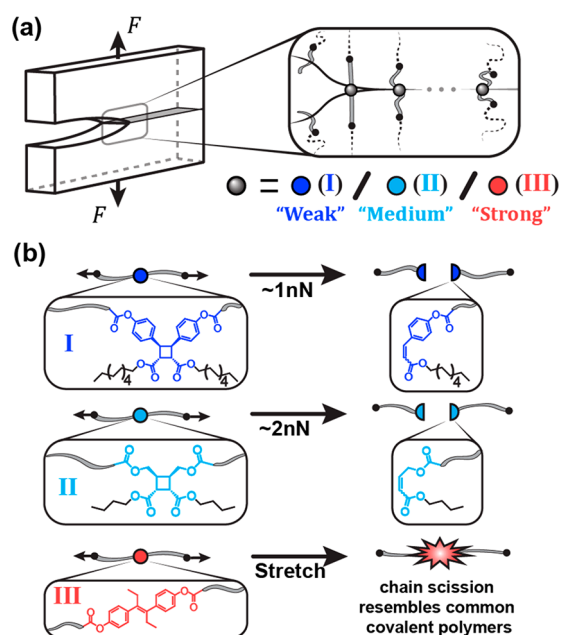 (a)
F
F
= (I) / (II) / (III)
"Weak" "Medium" "Strong"
(b)
~1nN
I
O O O O
O O O O
4 4
O O
O O
4
~2nN
II
O O O O
O O O O
O O
O O
Stretch
III
O O
O O
chain scission
resembles common
covalent polymers